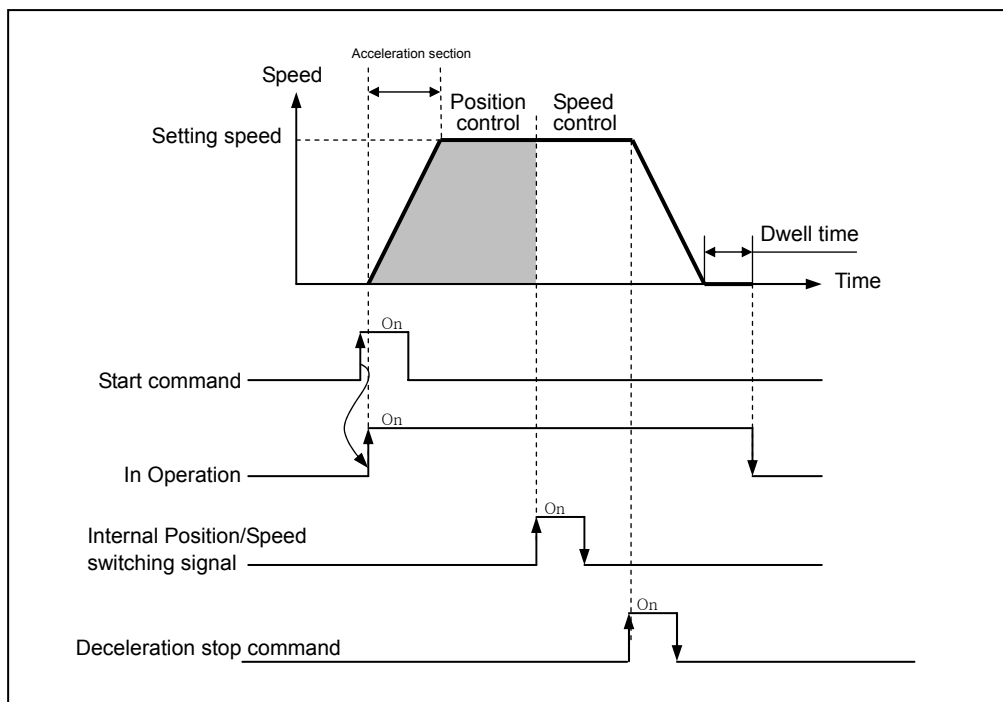 Acceleration section
Speed
Position
control
Speed
control
Setting speed
Dwell time
Time
On
Start command
On
In Operation
On
Internal Position/Speed
switching signal
On
Deceleration stop command